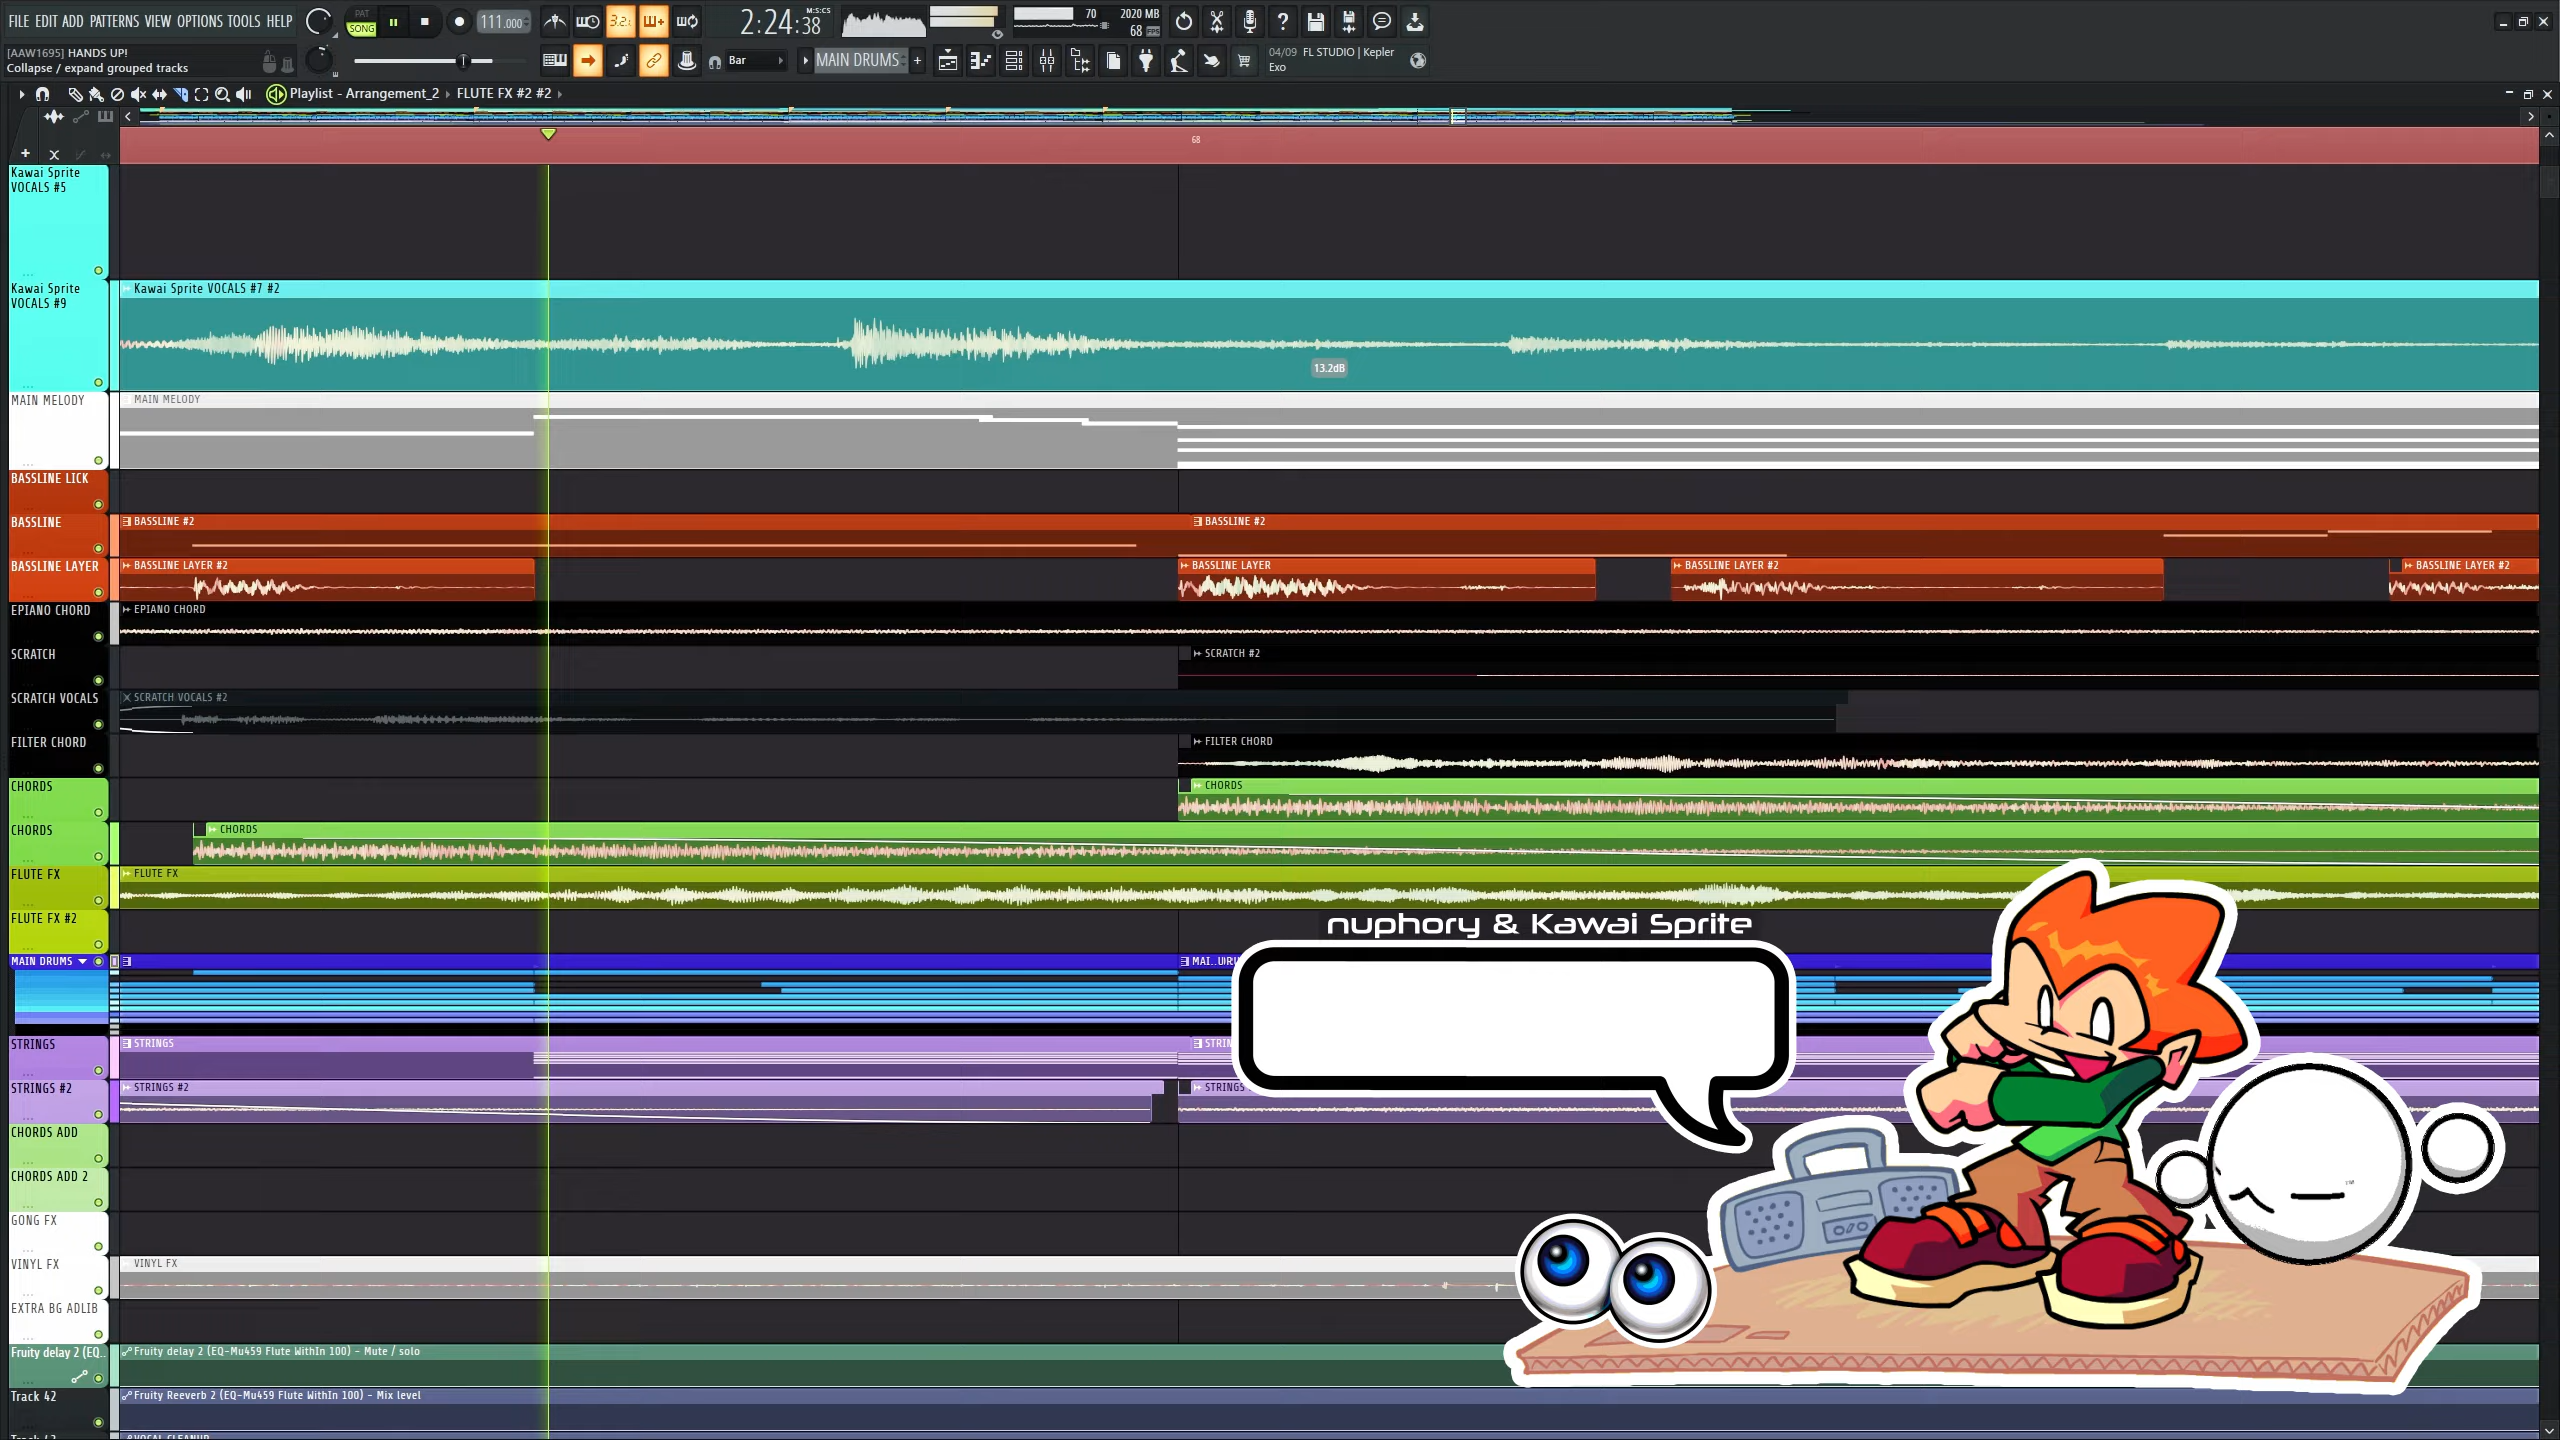 FILE EDIT ADD PATTERNS VIEW OPTIONS TOOLS HELP
PAT
SONG
111.000
3.2.
2:24:38
M:S:CS
70
2020 MB
68 FPS
[AAW1695] HANDS UP!
Collapse / expand grouped tracks
Bar
MAIN DRUMS
04/09 FL STUDIO | Kepler
Exo
Playlist - Arrangement_2 › FLUTE FX #2 #2 ›
68
Kawai Sprite
VOCALS #5
Kawai Sprite
VOCALS #9
Kawai Sprite VOCALS #7 #2
13.2dB
MAIN MELODY
MAIN MELODY
BASSLINE LICK
BASSLINE
BASSLINE #2
BASSLINE #2
BASSLINE LAYER
BASSLINE LAYER #2
BASSLINE LAYER
BASSLINE LAYER #2
BASSLINE LAYER #2
EPIANO CHORD
EPIANO CHORD
SCRATCH
SCRATCH #2
SCRATCH VOCALS
SCRATCH VOCALS #2
FILTER CHORD
FILTER CHORD
CHORDS
CHORDS
CHORDS
CHORDS
FLUTE FX
FLUTE FX
FLUTE FX #2
nuphory & Kawai Sprite
MAIN DRUMS
STRINGS
STRINGS
STRIN
STRINGS #2
STRINGS #2
STRINGS
CHORDS ADD
CHORDS ADD 2
GONG FX
VINYL FX
VINYL FX
EXTRA BG ADLIB
Fruity delay 2 (EQ..
Fruity delay 2 (EQ-Mu459 Flute WithIn 100) - Mute / solo
Track 42
Fruity Reeverb 2 (EQ-Mu459 Flute WithIn 100) - Mix level